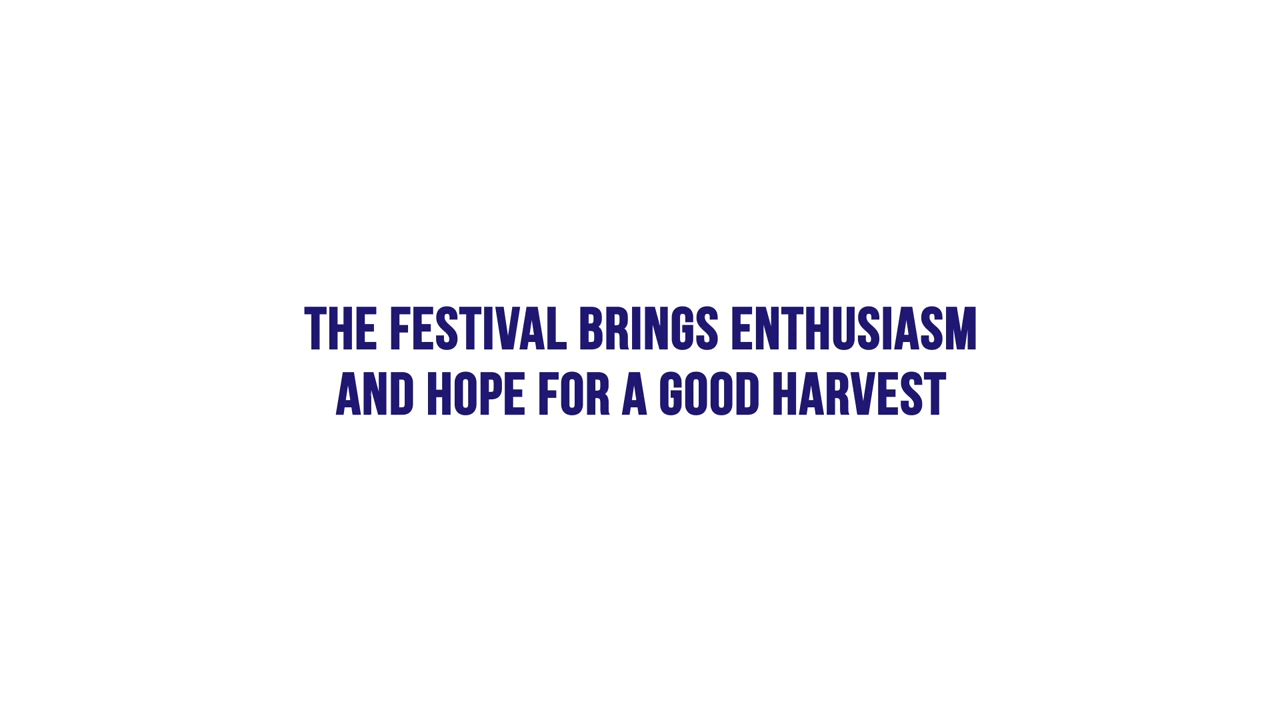 THE FESTIVAL BRINGS ENTHUSIASM
AND HOPE FOR A GOOD HARVEST